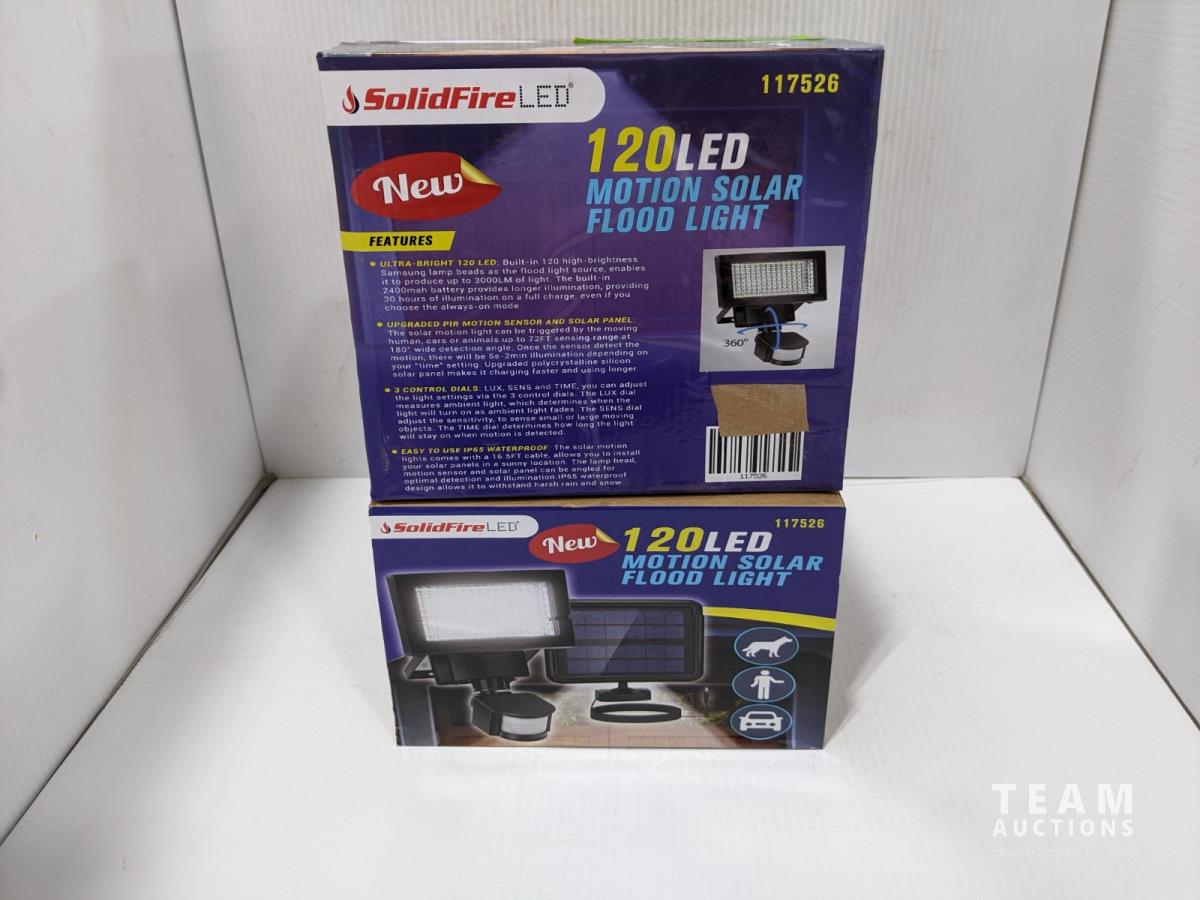 SolidFire LED®
117526
120LED
MOTION SOLAR
FLOOD LIGHT
New
FEATURES
• ULTRA-BRIGHT 120 LED: Built-in 120 high-brightness
Samsung lamp beads as the flood light source, enables
it to produce up to 3000LM of light. The built-in
2400mah battery provides longer illumination, providing
30 hours of illumination on a full charge, even if you
choose the always-on mode.
• UPGRADED PIR MOTION SENSOR AND SOLAR PANEL:
The solar motion light can be triggered by the moving
human, cars or animals up to 72FT sensing range at
180° wide detection angle. Once the sensor detect the
motion, there will be 5s-2min illumination depending on
your "time" setting. Upgraded polycrystalline silicon
solar panel makes it charging faster and using longer.
• 3 CONTROL DIALS: LUX, SENS and TIME, you can adjust
the light settings via the 3 control dials. The LUX dial
measures ambient light, which determines when the
light will turn on as ambient light fades. The SENS dial
adjust the sensitivity, to sense small or large moving
objects. The TIME dial determines how long the light
will stay on when motion is detected.
• EASY TO USE IP65 WATERPROOF: The solar motion
lights comes with a 16.5FT cable, allows you to install
your solar panels in a sunny location. The lamp head,
motion sensor and solar panel can be angled for
optimal detection and illumination.IP65 waterproof
design allows it to withstand harsh rain and snow
360°
117526
SolidFire LED®
New
117526
120LED
MOTION SOLAR
FLOOD LIGHT
TEAM
AUCTIONS